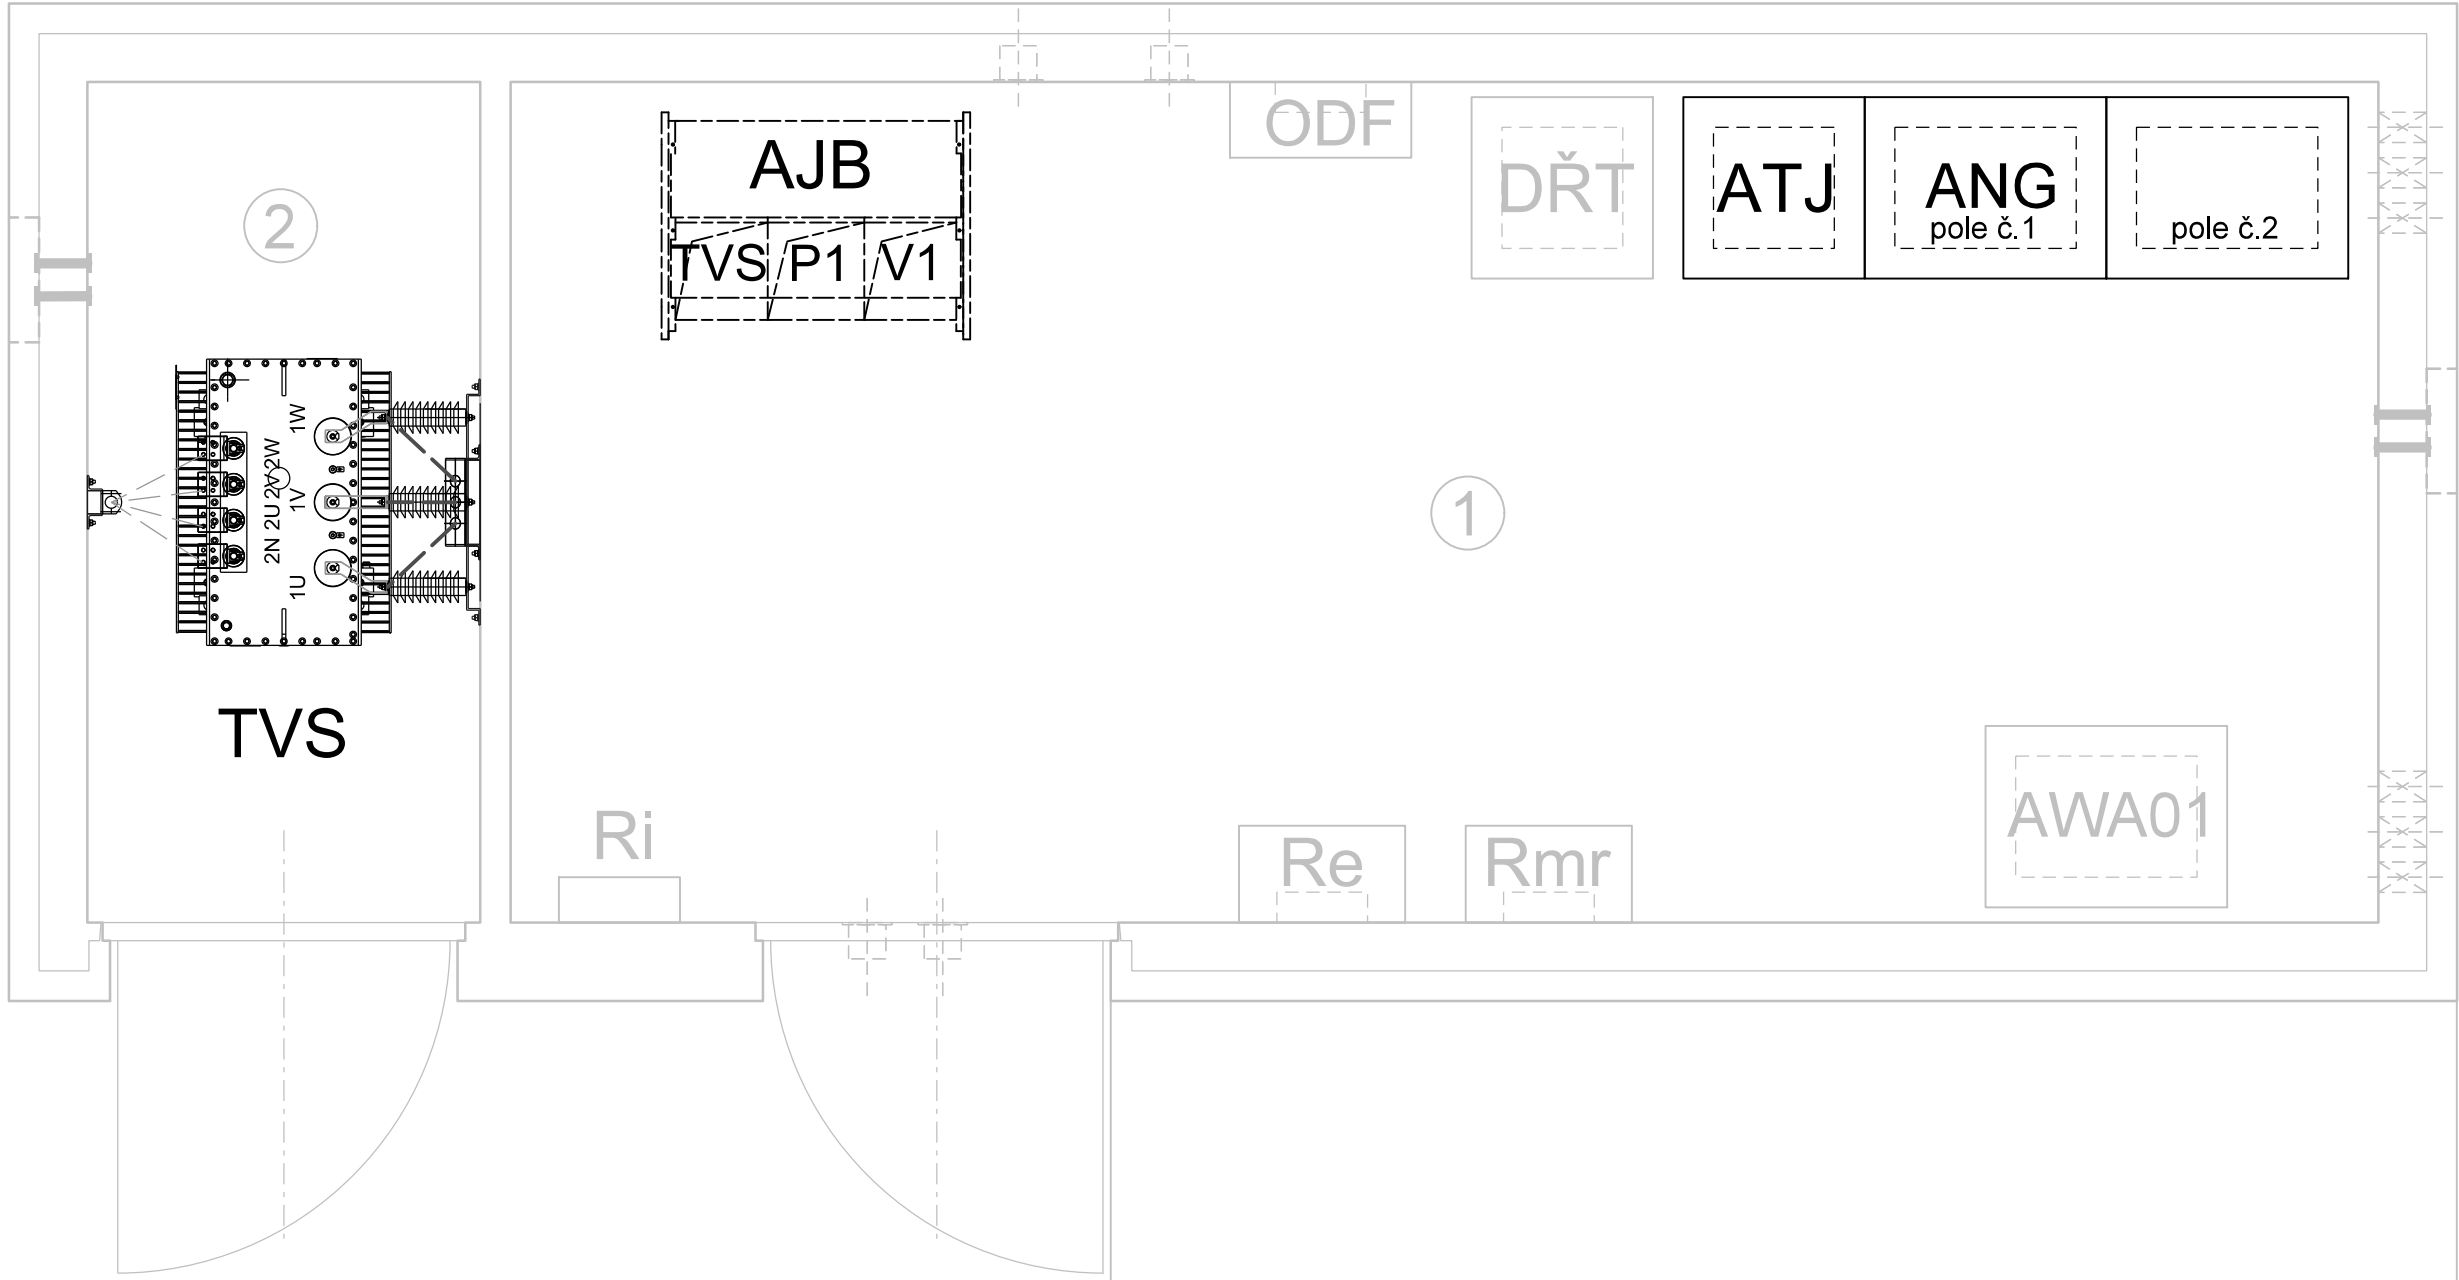 ODF
AJB
DŘT
ATJ
ANG
pole č.1
pole č.2
2
TVS
P1
V1
1W
2N 2U 2V 2W
1V
1U
1
TVS
Ri
Re
Rmr
AWA01